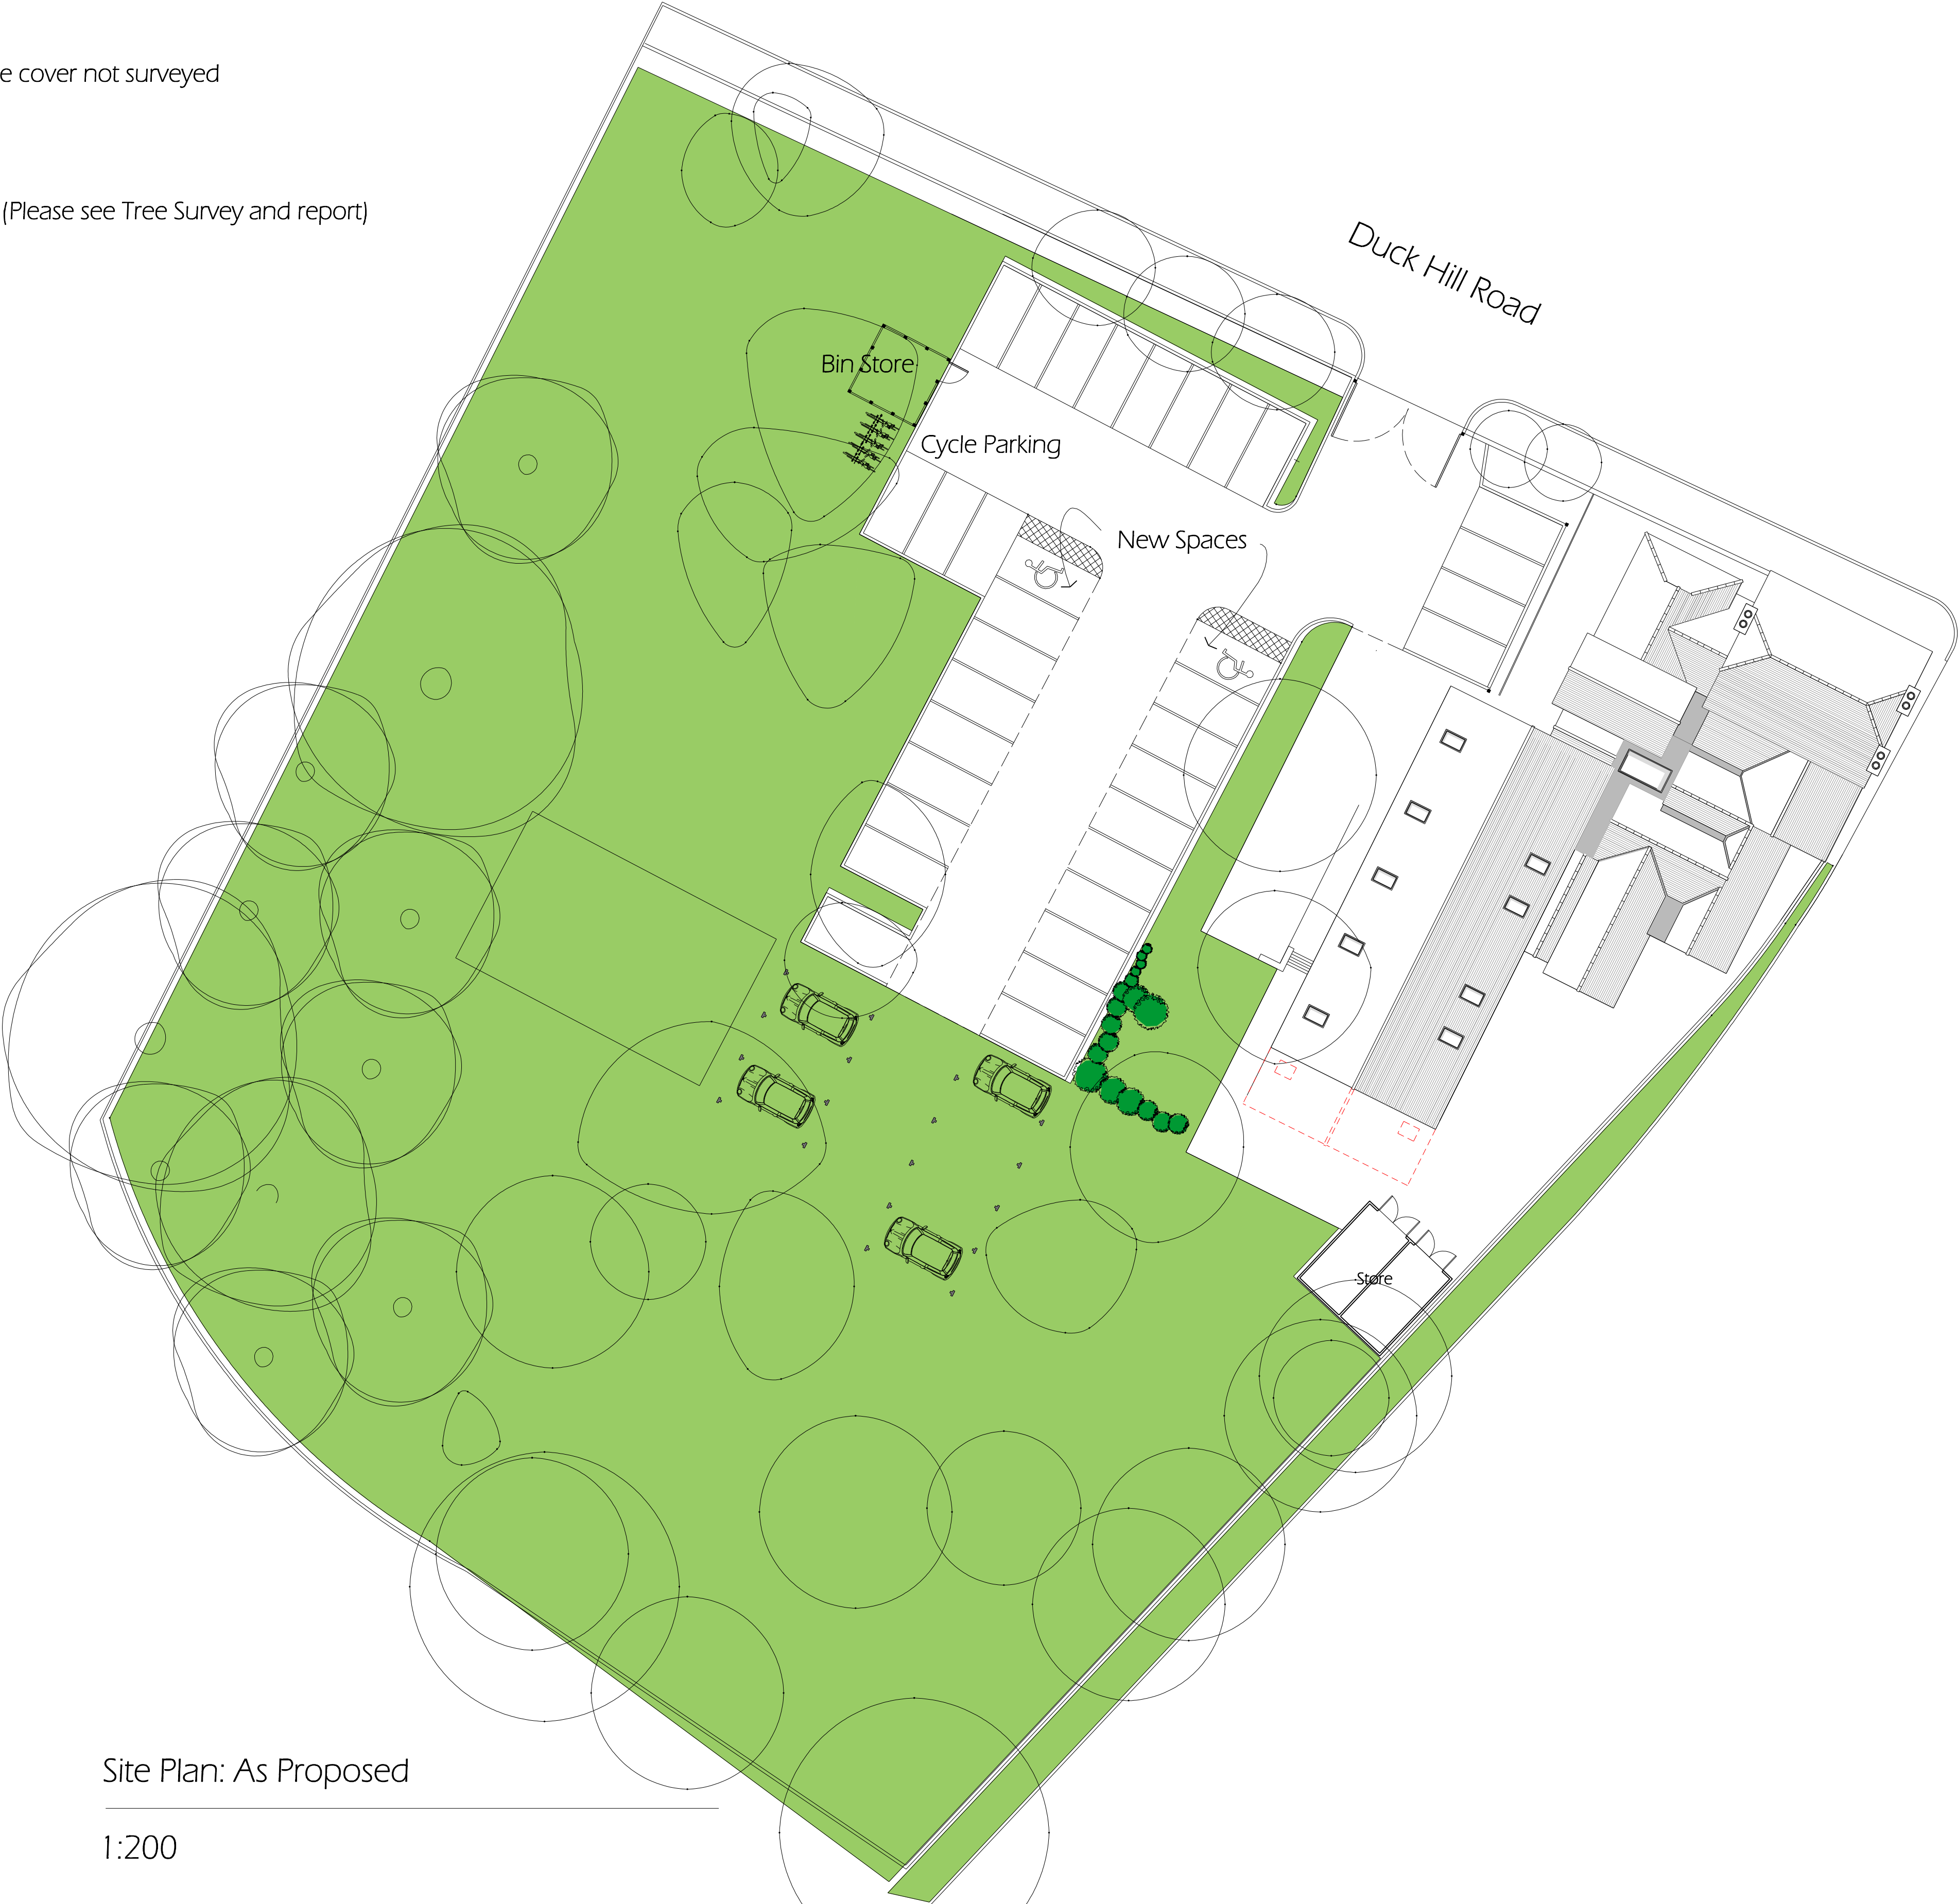 e cover not surveyed
(Please see Tree Survey and report)
Duck Hill Road
Bin Store
Cycle Parking
New Spaces
Store
Site Plan: As Proposed
1:200